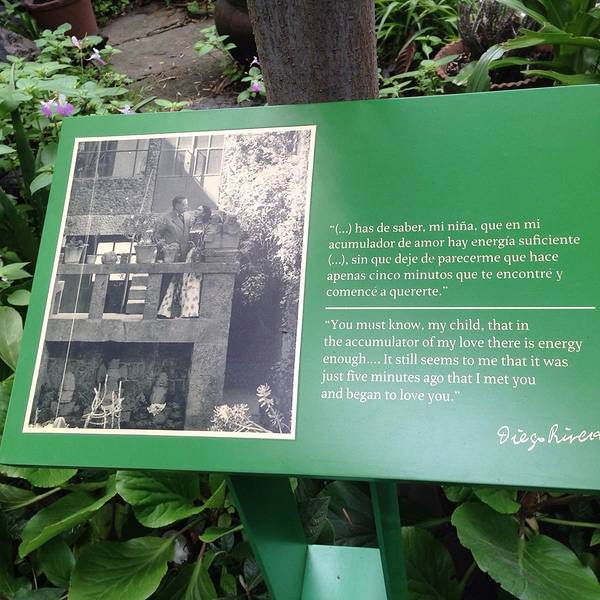 “(...) has de saber, mi niña, que en mi
acumulador de amor hay energía suficiente
(...), sin que deje de parecerme que hace
apenas cinco minutos que te encontré y
comencé a quererte.”
“You must know, my child, that in
the accumulator of my love there is energy
enough.... It still seems to me that it was
just five minutes ago that I met you
and began to love you.”
Diego Rivera